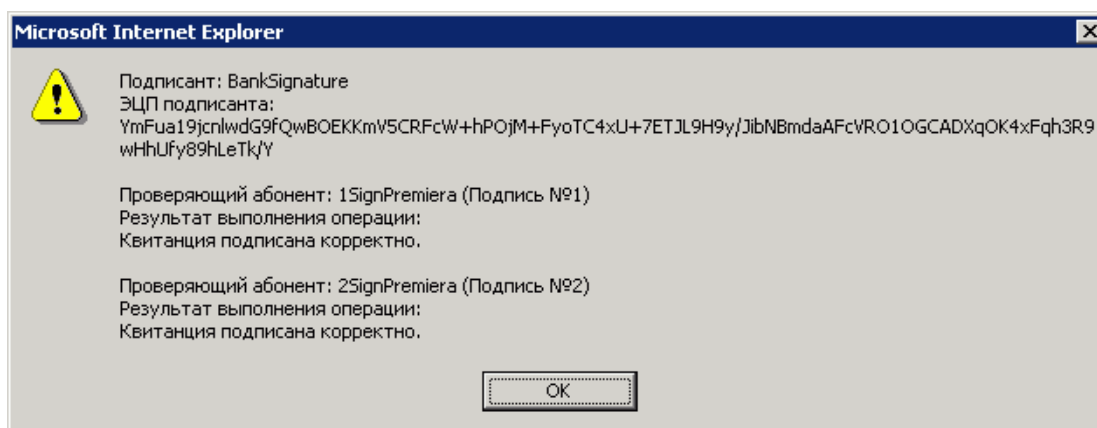 Microsoft Internet Explorer
Подписант: BankSignature
ЭЦП подписанта:
YmFua19jcnlwdG9fQwBOEKKmV5CRFcW+hPOjM+FyoTC4xU+7ETJL9H9y/JibNBmdaAFcVRO1OGCADXqOK4xFqh3R9
wHhUfy89hLeTk/Y
Проверяющий абонент: 1SignPremiera (Подпись №1)
Результат выполнения операции:
Квитанция подписана корректно.
Проверяющий абонент: 2SignPremiera (Подпись №2)
Результат выполнения операции:
Квитанция подписана корректно.
OK